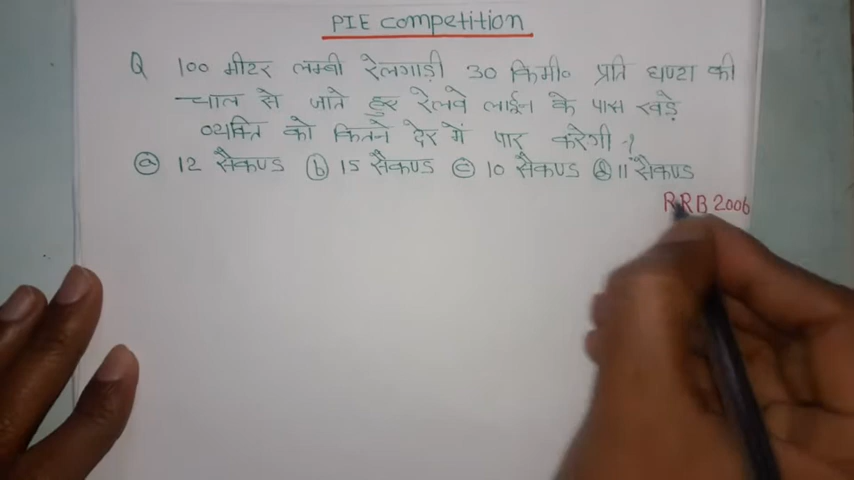 PIE competition
Q 100 मीटर लम्बी रेलगाड़ी 30 किमी० प्रति घण्टा की
चाल से जाते हुए रेलवे लाईन के पास खड़े
व्यक्ति को कितने देर में पार करेगी ?
ⓐ 12 सैकण्ड ⓑ 15 सैकण्ड ⓒ 10 सैकण्ड ⓓ 11 सैकण्ड
RRB 2006